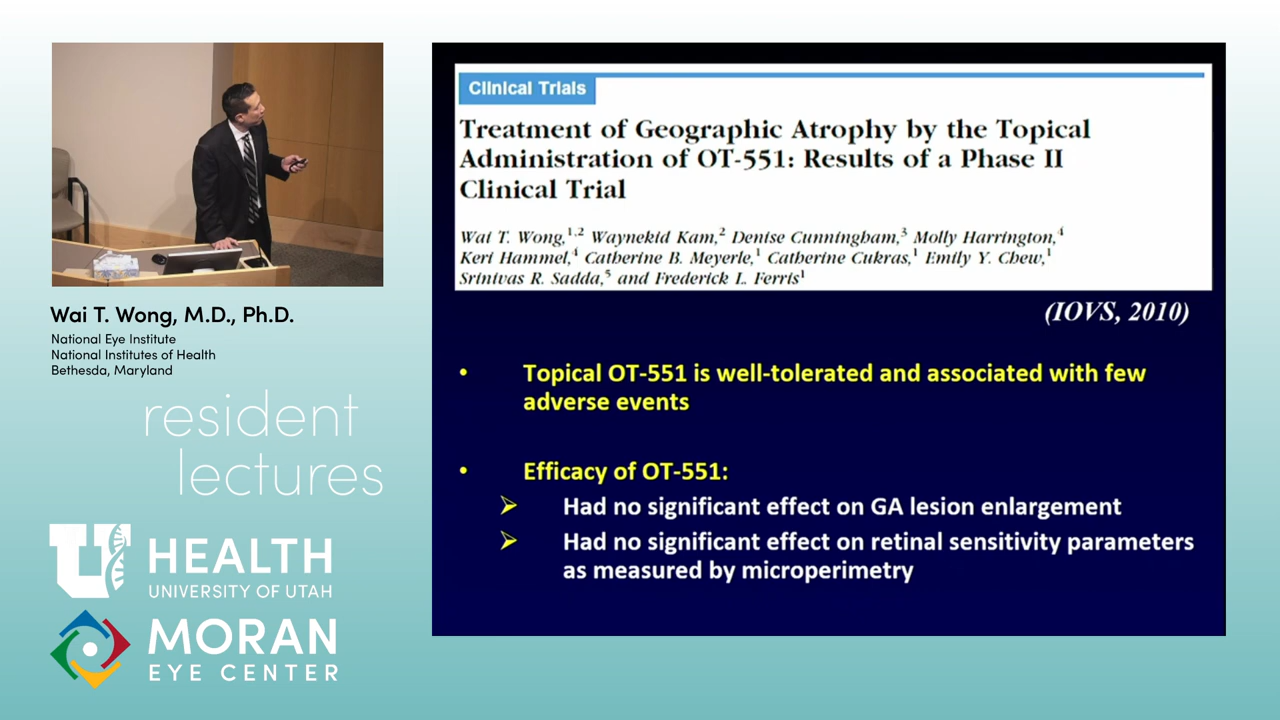 Wai T. Wong, M.D., Ph.D.
National Eye Institute
National Institutes of Health
Bethesda, Maryland
resident
lectures
U HEALTH
UNIVERSITY OF UTAH
MORAN
EYE CENTER
Clinical Trials
Treatment of Geographic Atrophy by the Topical
Administration of OT-551: Results of a Phase II
Clinical Trial
Wai T. Wong,1,2 Waynekid Kam,2 Denise Cunningham,3 Molly Harrington,4
Keri Hammel,4 Catherine B. Meyerle,1 Catherine Cukras,1 Emily Y. Chew,1
Srinivas R. Sadda,5 and Frederick L. Ferris1
(IOVS, 2010)
• Topical OT-551 is well-tolerated and associated with few
adverse events
• Efficacy of OT-551:
➢ Had no significant effect on GA lesion enlargement
➢ Had no significant effect on retinal sensitivity parameters
as measured by microperimetry